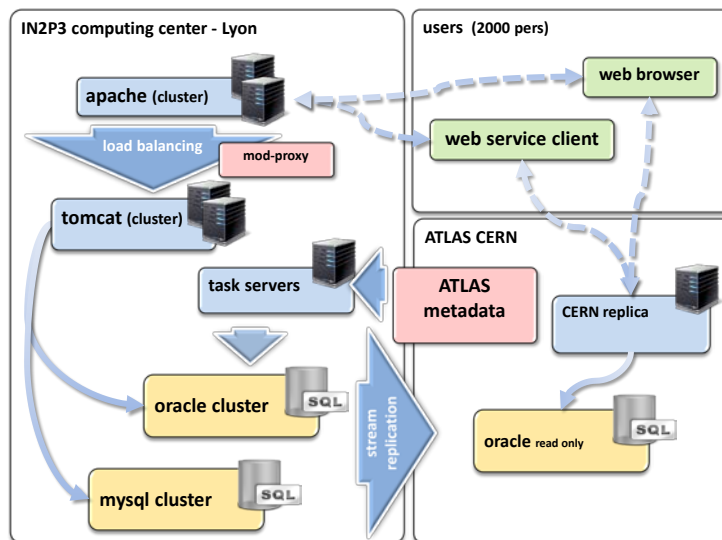 IN2P3 computing center - Lyon
apache (cluster)
load balancing
mod-proxy
tomcat (cluster)
task servers
oracle cluster
SQL
mysql cluster
SQL
stream
replication
users (2000 pers)
web browser
web service client
ATLAS CERN
ATLAS
metadata
CERN replica
oracle read only
SQL